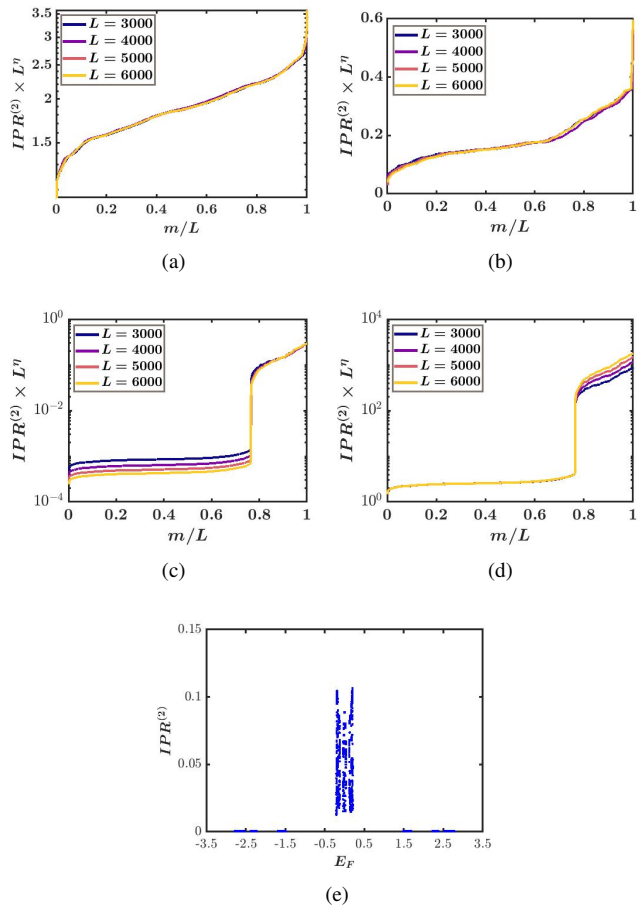 3.5
3
2.5
2
1.5
IPR^(2) × L^η
L = 3000
L = 4000
L = 5000
L = 6000
0 0.2 0.4 0.6 0.8 1
m/L
(a)
0.6
0.4
0.2
0
IPR^(2) × L^η
L = 3000
L = 4000
L = 5000
L = 6000
0 0.2 0.4 0.6 0.8 1
m/L
(b)
10^0
10^−2
10^−4
IPR^(2) × L^η
L = 3000
L = 4000
L = 5000
L = 6000
0 0.2 0.4 0.6 0.8 1
m/L
(c)
10^4
10^2
10^0
IPR^(2) × L^η
L = 3000
L = 4000
L = 5000
L = 6000
0 0.2 0.4 0.6 0.8 1
m/L
(d)
0.15
0.1
0.05
0
IPR^(2)
-3.5 -2.5 -1.5 -0.5 0.5 1.5 2.5 3.5
E_F
(e)